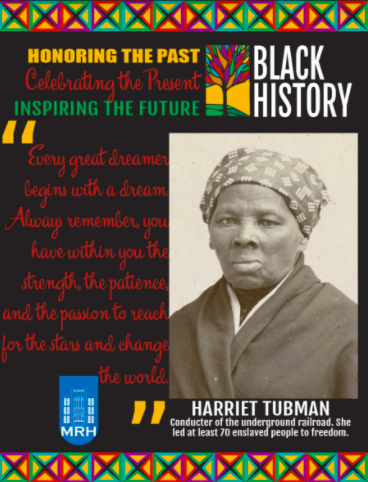 HONORING THE PAST
Celebrating the Present
INSPIRING THE FUTURE
BLACK
HISTORY
“
Every great dreamer
begins with a dream.
Always remember, you
have within you the
strength, the patience,
and the passion to reach
for the stars and change
the world.
”
MRH
HARRIET TUBMAN
Conducter of the underground railroad. She
led at least 70 enslaved people to freedom.